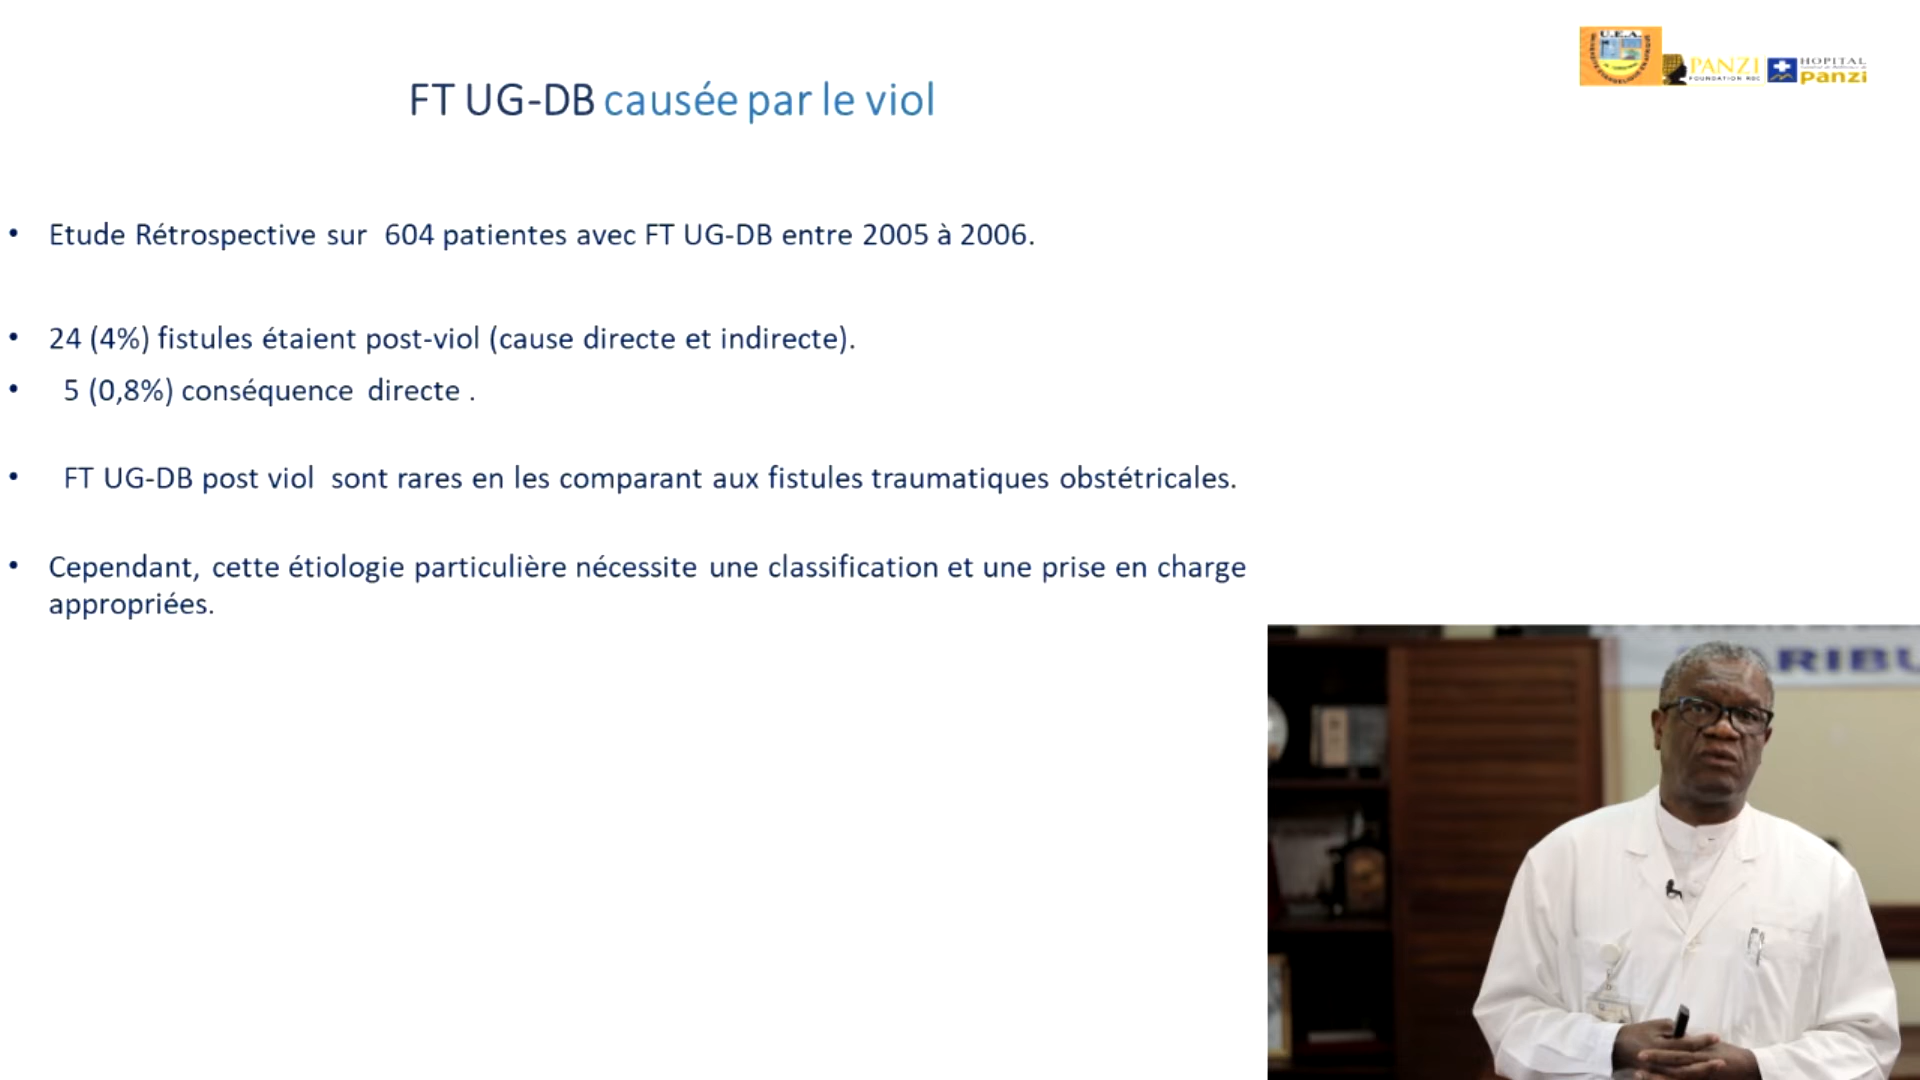 U.E.A.
PANZI
FOUNDATION RDC
HOPITAL
panzi
FT UG-DB causée par le viol
• Etude Rétrospective sur 604 patientes avec FT UG-DB entre 2005 à 2006.
• 24 (4%) fistules étaient post-viol (cause directe et indirecte).
• 5 (0,8%) conséquence directe .
• FT UG-DB post viol sont rares en les comparant aux fistules traumatiques obstétricales.
• Cependant, cette étiologie particulière nécessite une classification et une prise en charge
appropriées.